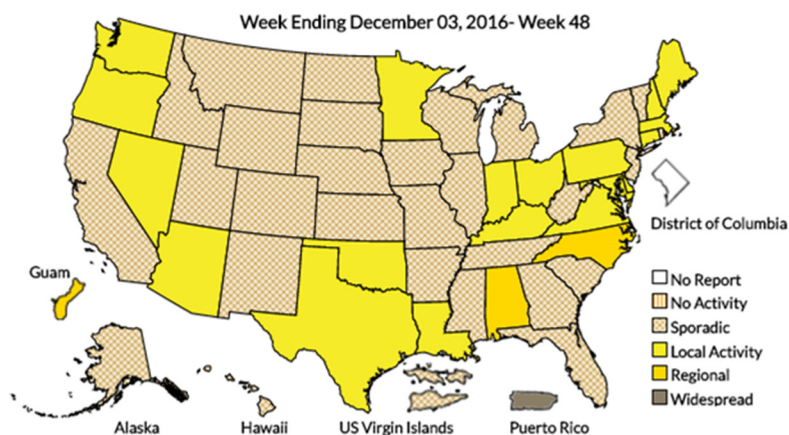 Week Ending December 03, 2016- Week 48
District of Columbia
Guam
No Report
No Activity
Sporadic
Local Activity
Regional
Widespread
Alaska
Hawaii
US Virgin Islands
Puerto Rico